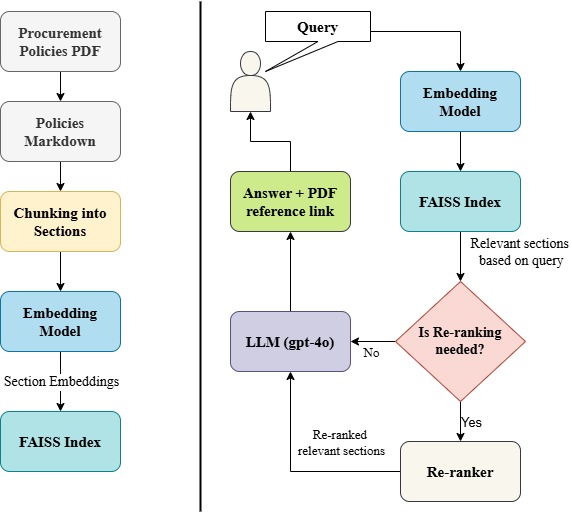 Procurement
Policies PDF
Policies
Markdown
Chunking into
Sections
Embedding
Model
Section Embeddings
FAISS Index
Query
Embedding
Model
FAISS Index
Relevant sections
based on query
Is Re-ranking
needed?
No
Yes
Re-ranker
Re-ranked
relevant sections
LLM (gpt-4o)
Answer + PDF
reference link